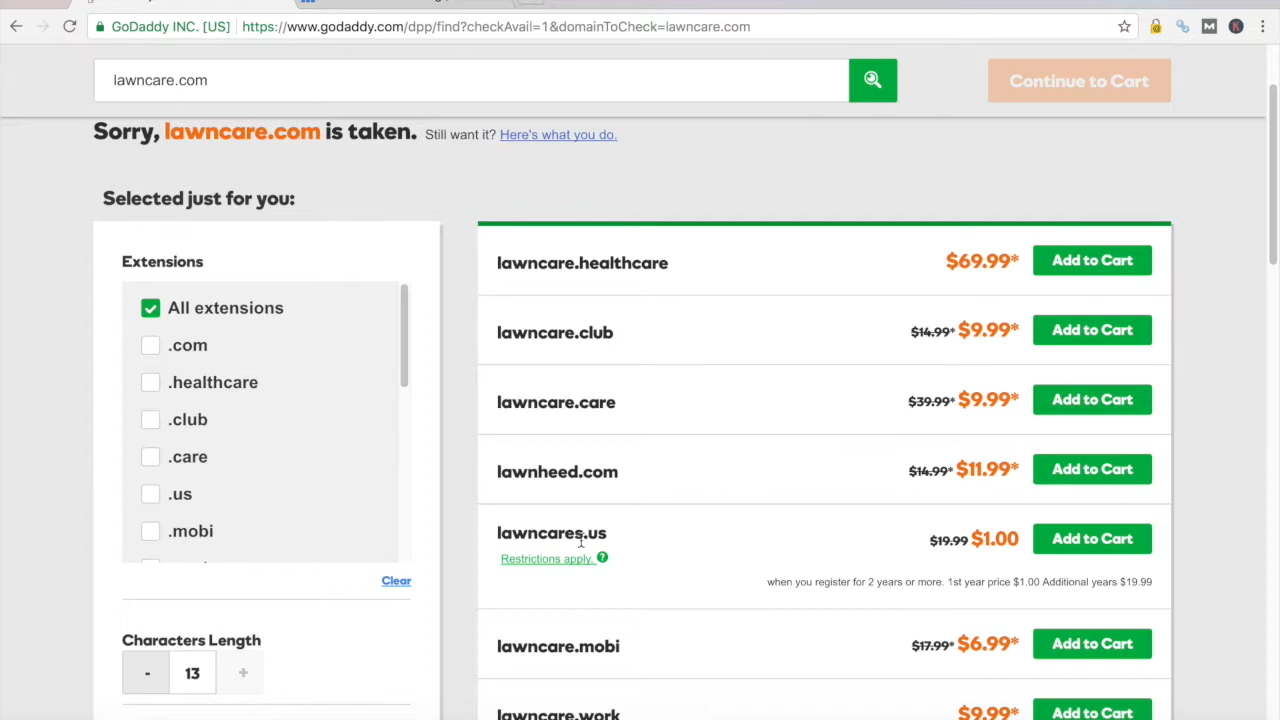 GoDaddy INC. [US] https://www.godaddy.com/dpp/find?checkAvail=1&domainToCheck=lawncare.com
lawncare.com
Continue to Cart
Sorry, lawncare.com is taken. Still want it? Here's what you do.
Selected just for you:
Extensions
All extensions
.com
.healthcare
.club
.care
.us
.mobi
Clear
Characters Length
- 13 +
lawncare.healthcare $69.99* Add to Cart
lawncare.club $14.99* $9.99* Add to Cart
lawncare.care $39.99* $9.99* Add to Cart
lawnheed.com $14.99* $11.99* Add to Cart
lawncares.us $19.99 $1.00 Add to Cart
Restrictions apply. ?
when you register for 2 years or more. 1st year price $1.00 Additional years $19.99
lawncare.mobi $17.99* $6.99* Add to Cart
lawncare.work $9.99* Add to Cart